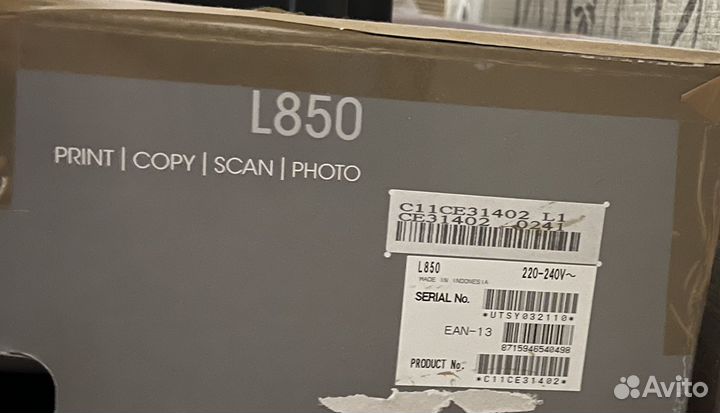 L850
PRINT | COPY | SCAN | PHOTO
C11CE31402 L1
CE31402 0241
L850 220-240V~
MADE IN INDONESIA
SERIAL No.
*UTSY032110*
EAN-13
8715946540498
PRODUCT No:
*C11CE31402*
Avito